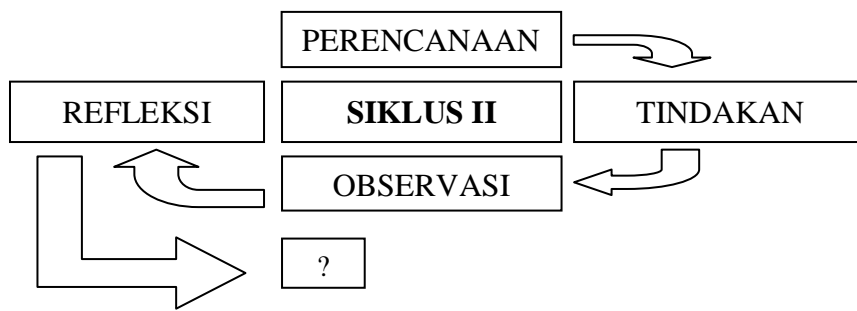 PERENCANAAN
REFLEKSI
SIKLUS II
TINDAKAN
OBSERVASI
?